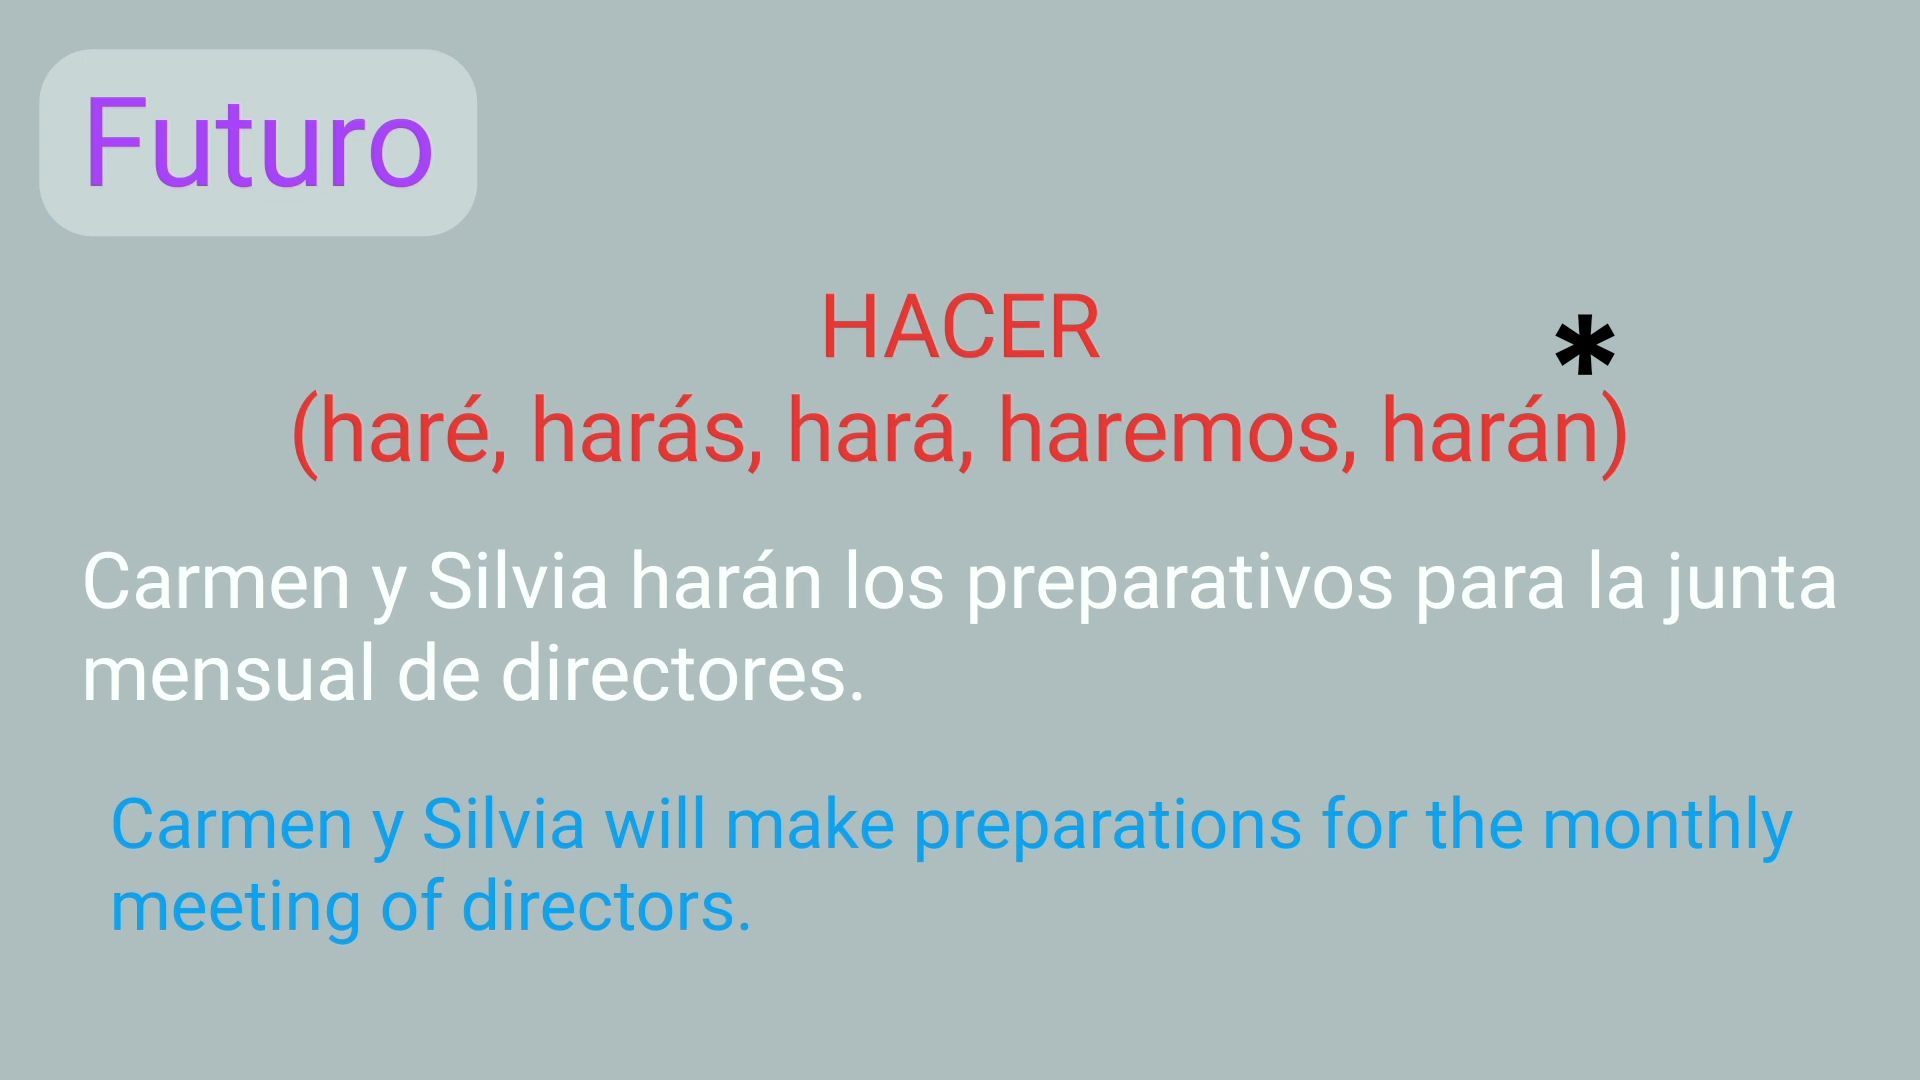 Futuro
HACER
*
(haré, harás, hará, haremos, harán)
Carmen y Silvia harán los preparativos para la junta
mensual de directores.
Carmen y Silvia will make preparations for the monthly
meeting of directors.